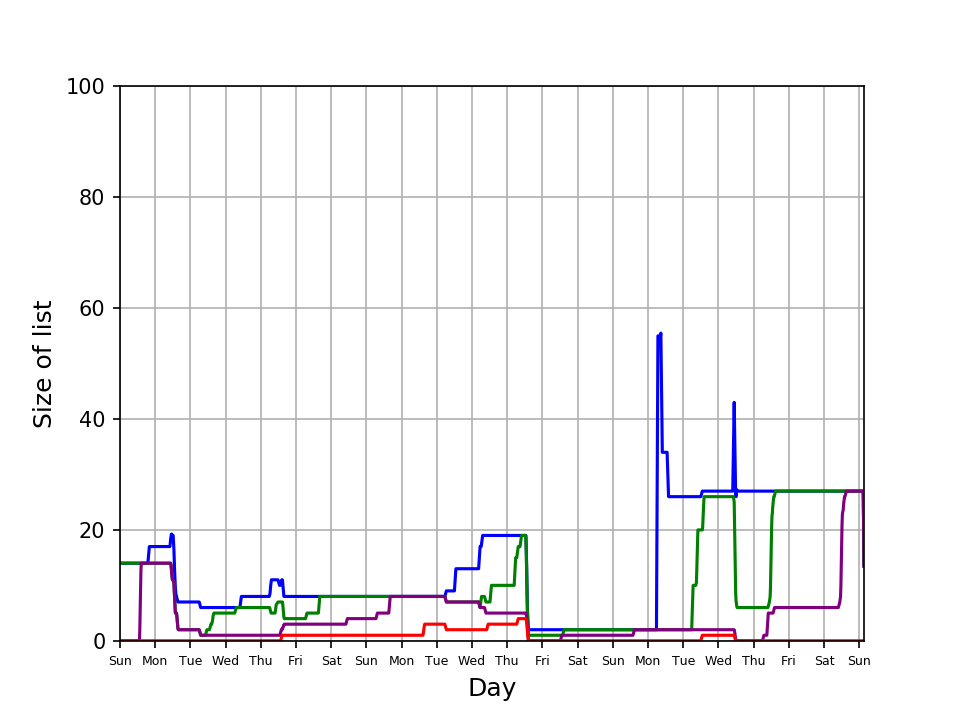 100
80
60
40
20
0
Size of list
Sun Mon Tue Wed Thu Fri Sat Sun Mon Tue Wed Thu Fri Sat Sun Mon Tue Wed Thu Fri Sat Sun
Day